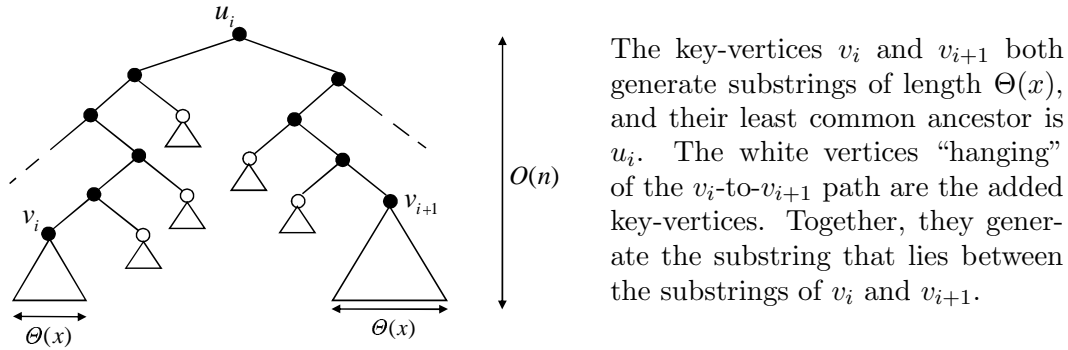 u_i
The key-vertices v_i and v_{i+1} both
generate substrings of length Θ(x),
and their least common ancestor is
u_i. The white vertices “hanging”
of the v_i-to-v_{i+1} path are the added
key-vertices. Together, they gener-
ate the substring that lies between
the substrings of v_i and v_{i+1}.
O(n)
v_i
v_{i+1}
Θ(x)
Θ(x)